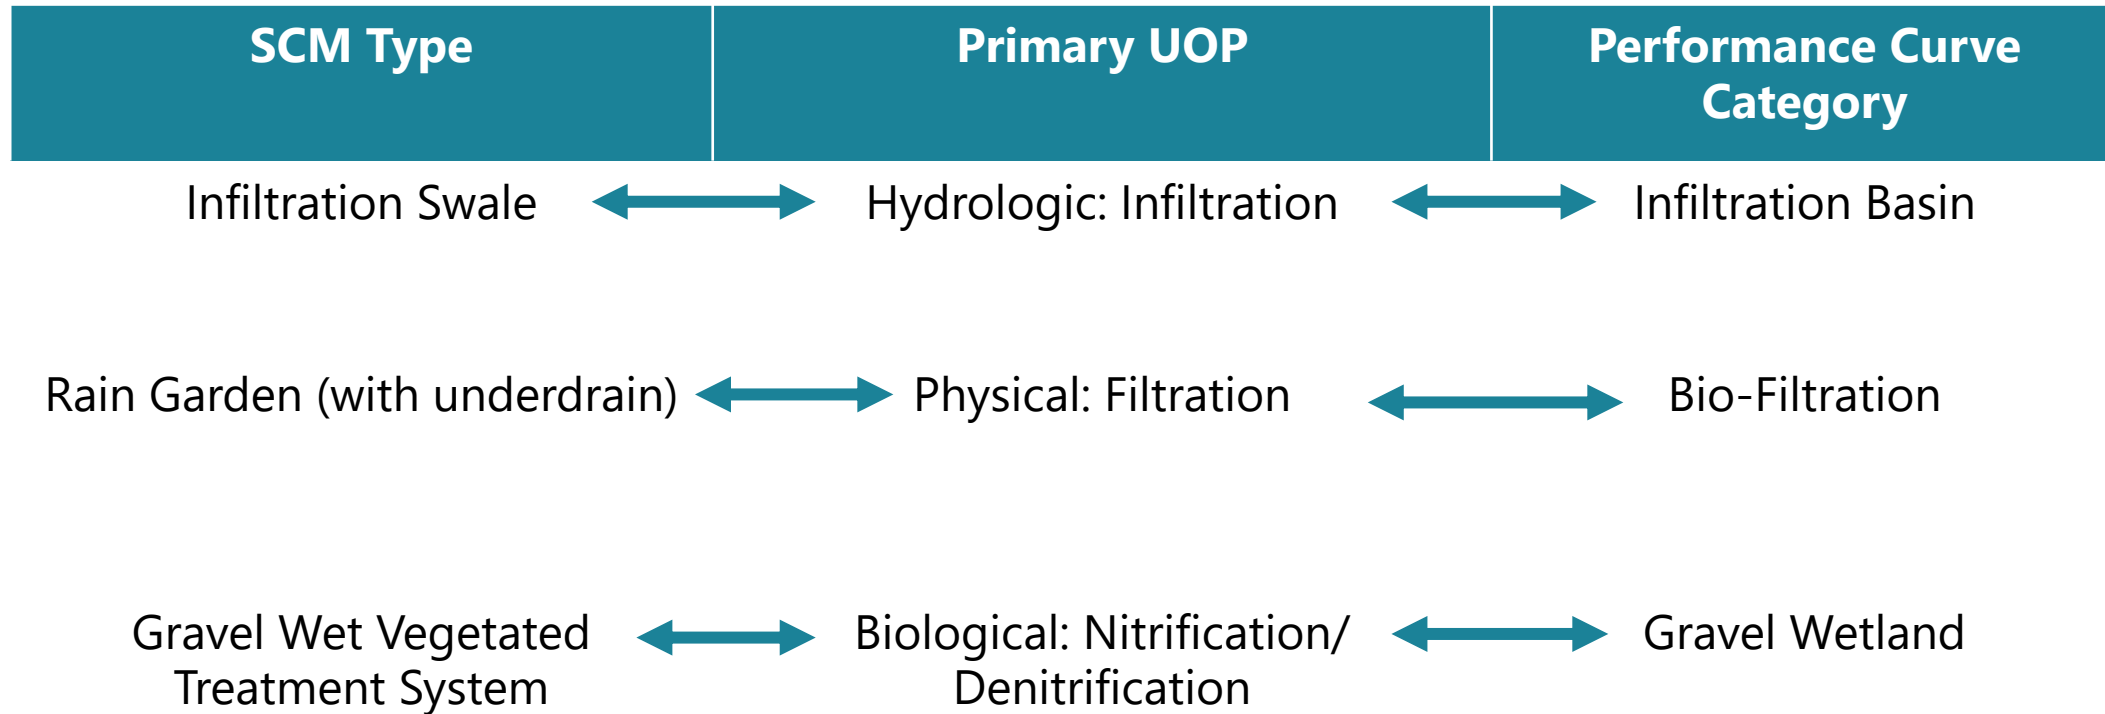 SCM Type
Primary UOP
Performance Curve
Category
Infiltration Swale
Hydrologic: Infiltration
Infiltration Basin
Rain Garden (with underdrain)
Physical: Filtration
Bio-Filtration
Gravel Wet Vegetated
Treatment System
Biological: Nitrification/
Denitrification
Gravel Wetland